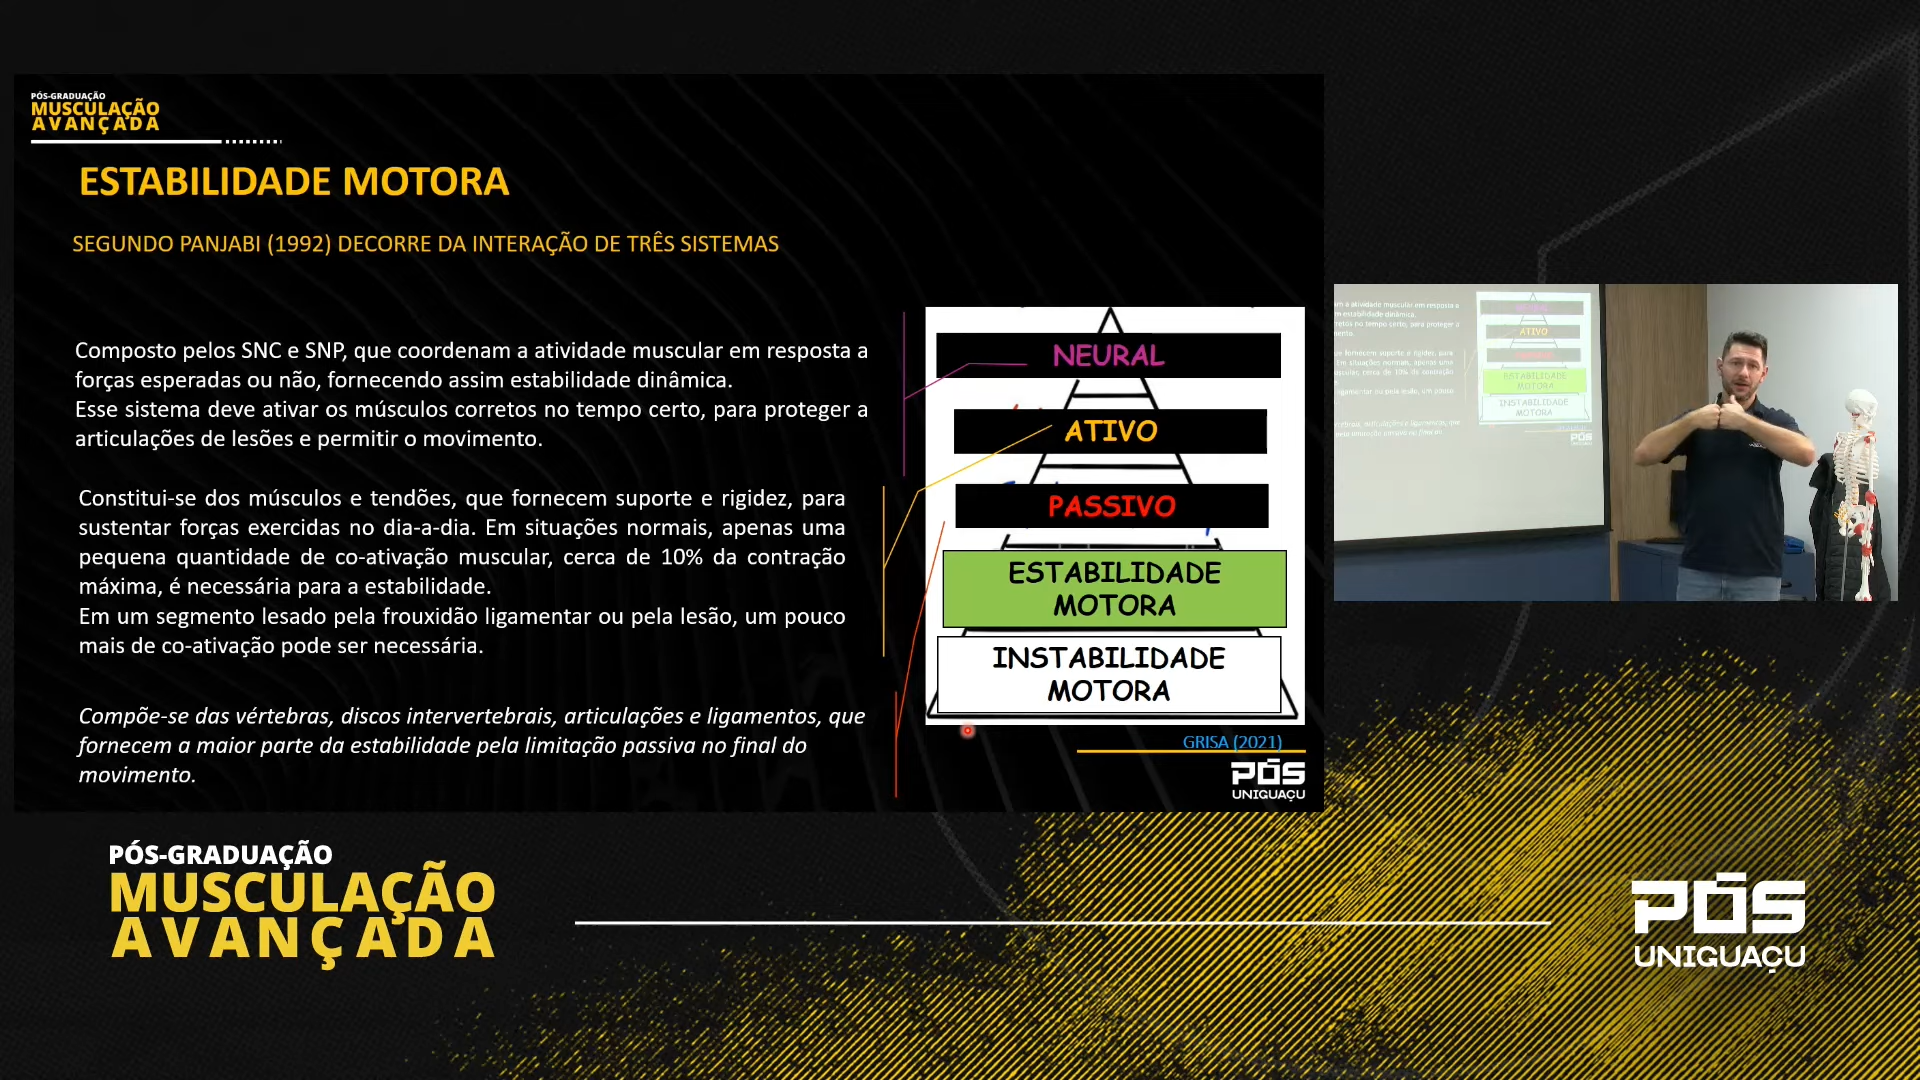 PÓS-GRADUAÇÃO
MUSCULAÇÃO
AVANÇADA
ESTABILIDADE MOTORA
SEGUNDO PANJABI (1992) DECORRE DA INTERAÇÃO DE TRÊS SISTEMAS
Composto pelos SNC e SNP, que coordenam a atividade muscular em resposta a
forças esperadas ou não, fornecendo assim estabilidade dinâmica.
Esse sistema deve ativar os músculos corretos no tempo certo, para proteger a
articulações de lesões e permitir o movimento.
Constitui-se dos músculos e tendões, que fornecem suporte e rigidez, para
sustentar forças exercidas no dia-a-dia. Em situações normais, apenas uma
pequena quantidade de co-ativação muscular, cerca de 10% da contração
máxima, é necessária para a estabilidade.
Em um segmento lesado pela frouxidão ligamentar ou pela lesão, um pouco
mais de co-ativação pode ser necessária.
Compõe-se das vértebras, discos intervertebrais, articulações e ligamentos, que
fornecem a maior parte da estabilidade pela limitação passiva no final do
movimento.
NEURAL
ATIVO
PASSIVO
ESTABILIDADE
MOTORA
INSTABILIDADE
MOTORA
GRISA (2021)
PÓS
UNIGUAÇU
ATIVO
ESTABILIDADE
MOTORA
INSTABILIDADE
MOTORA
PÓS
PÓS-GRADUAÇÃO
MUSCULAÇÃO
AVANÇADA
PÓS
UNIGUAÇU